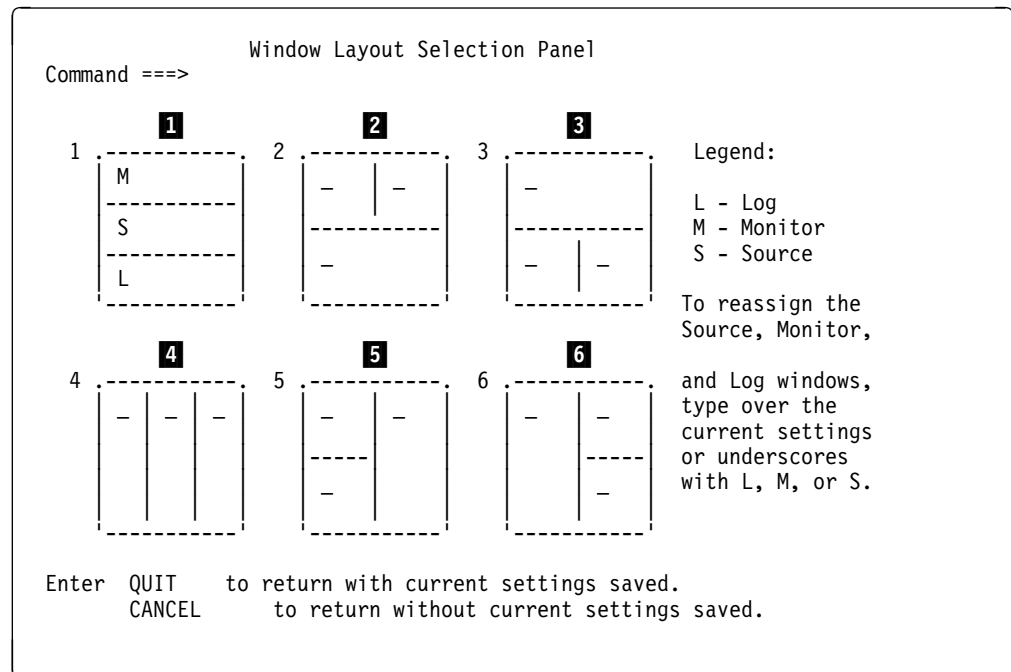 Window Layout Selection Panel
Command ===>
1 2 3
1 .-----------. 2 .-----------. 3 .-----------. Legend:
M _ _ _
----------- L - Log
S ----------- ----------- M - Monitor
----------- _ _ _ S - Source
L
'-----------' '-----------' '-----------' To reassign the
Source, Monitor,
4 5 6
4 .-----------. 5 .-----------. 6 .-----------. and Log windows,
_ _ _ _ _ _ _ type over the
current settings
----- ----- or underscores
_ _ with L, M, or S.
'-----------' '-----------' '-----------'
Enter QUIT to return with current settings saved.
CANCEL to return without current settings saved.